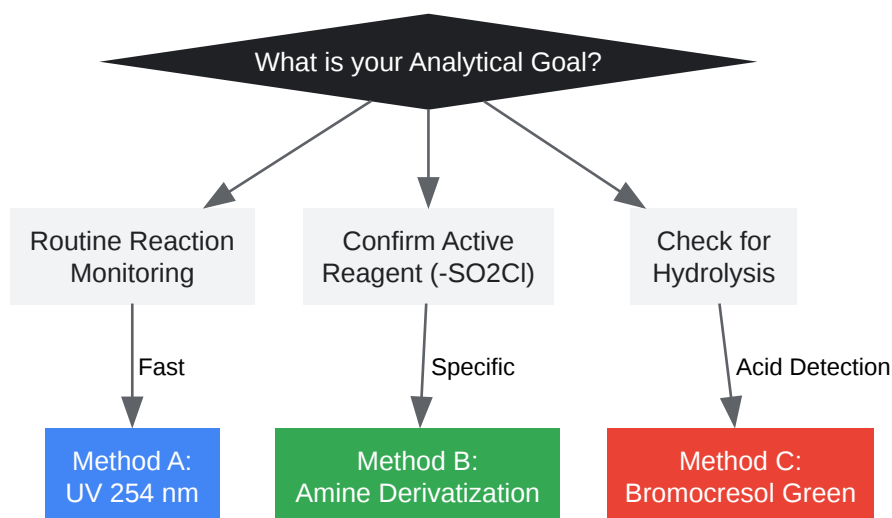 What is your Analytical Goal?
Routine Reaction
Monitoring
Confirm Active
Reagent (-SO2Cl)
Check for
Hydrolysis
Fast
Specific
Acid Detection
Method A:
UV 254 nm
Method B:
Amine Derivatization
Method C:
Bromocresol Green